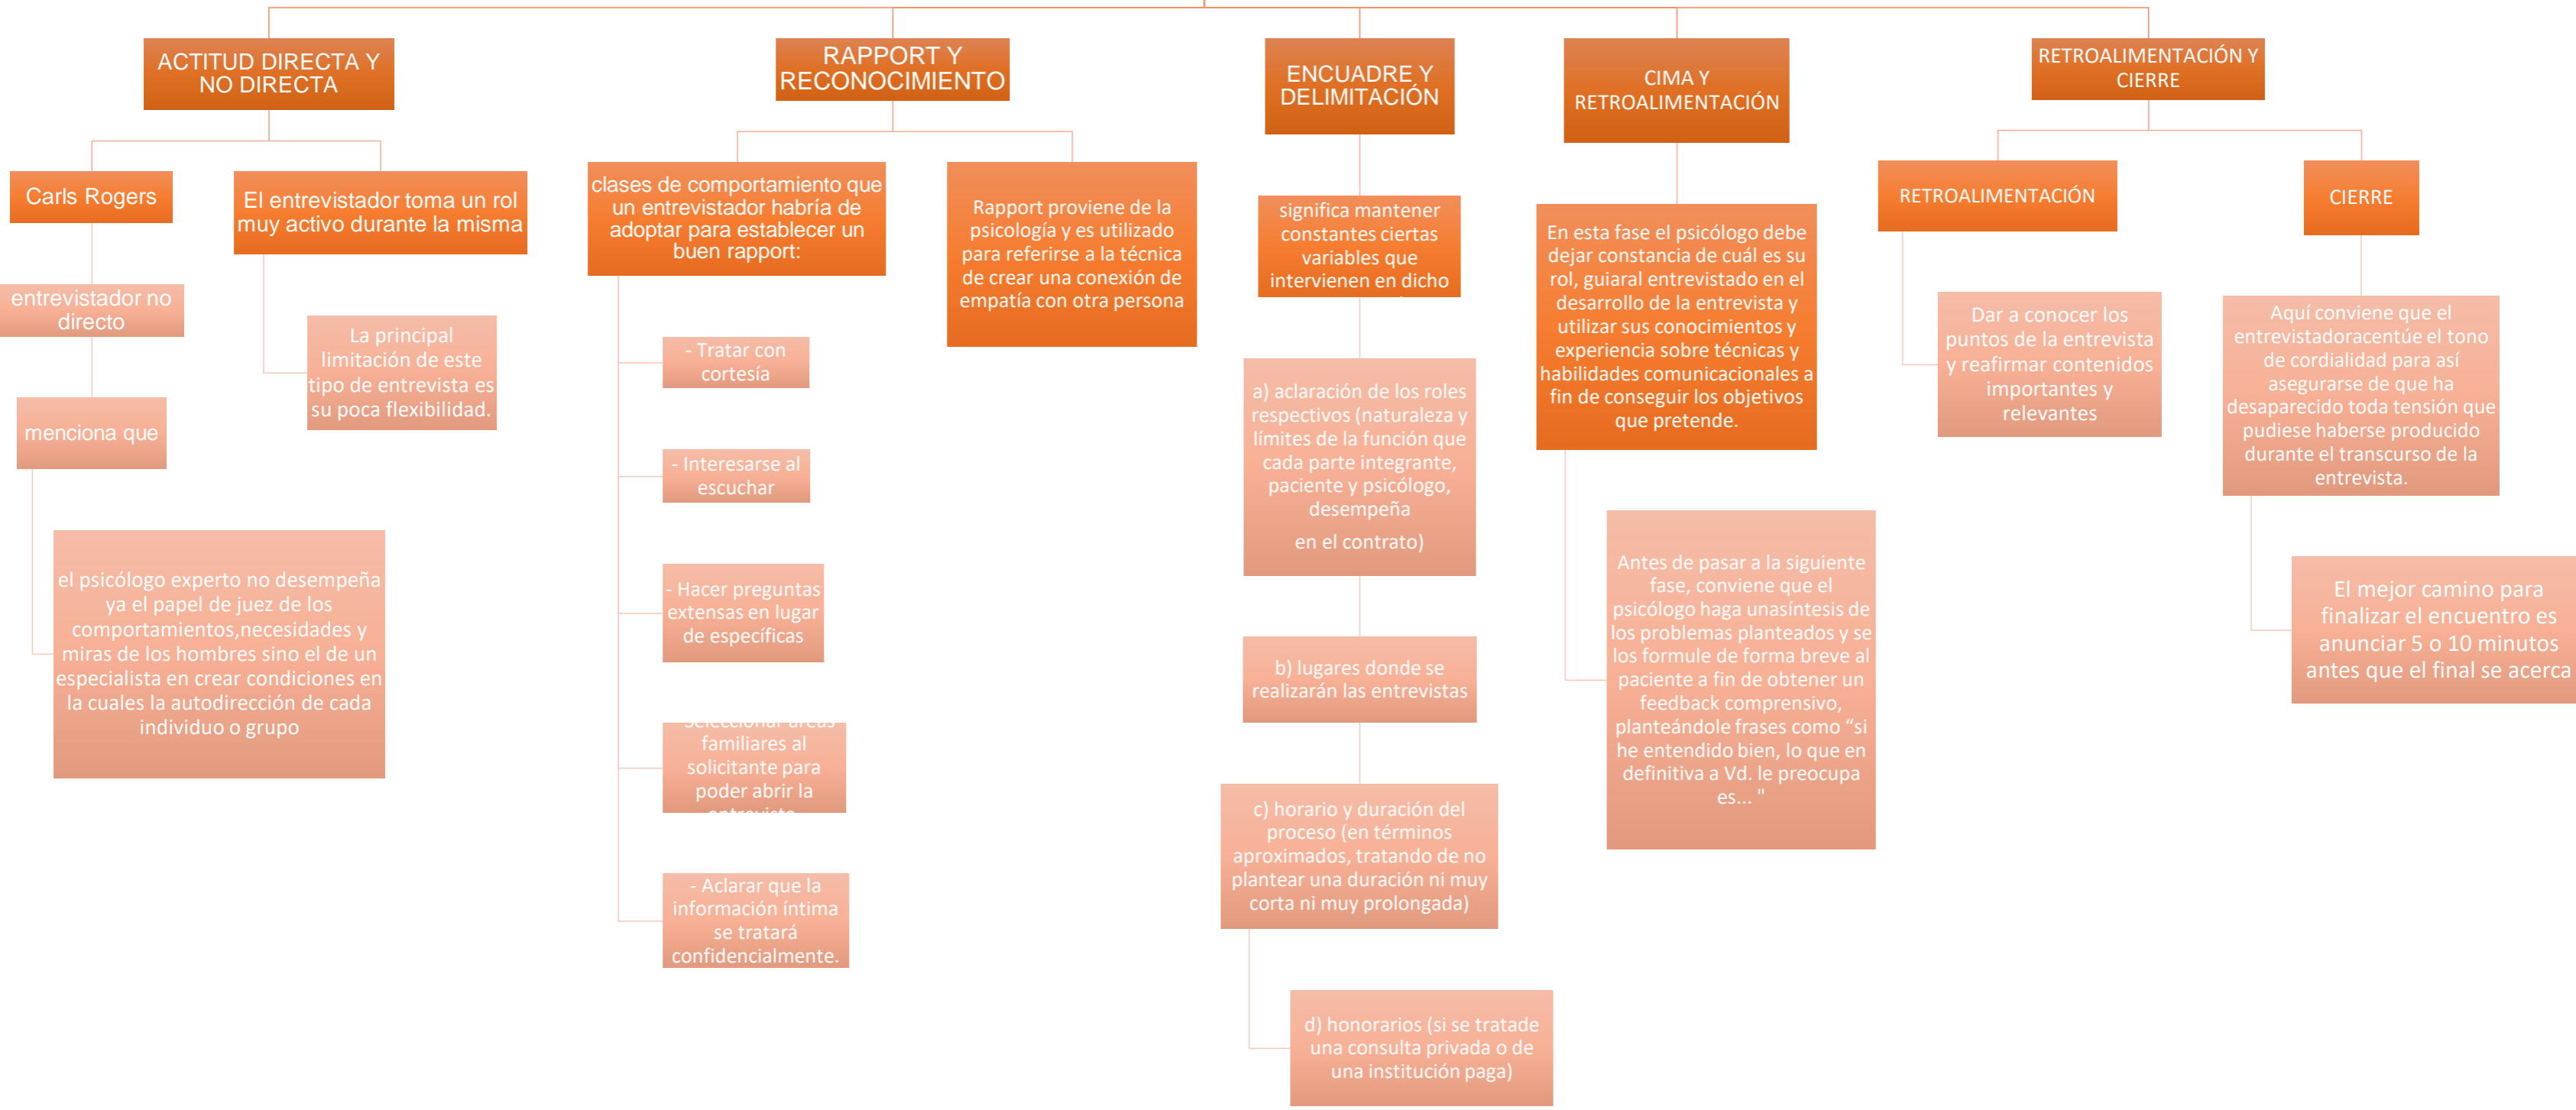 ACTITUD DIRECTA Y
NO DIRECTA
Carls Rogers
entrevistador no
directo
menciona que
el psicólogo experto no desempeña
ya el papel de juez de los
comportamientos,necesidades y
miras de los hombres sino el de un
especialista en crear condiciones en
la cuales la autodirección de cada
individuo o grupo
El entrevistador toma un rol
muy activo durante la misma
La principal
limitación de este
tipo de entrevista es
su poca flexibilidad.
RAPPORT Y
RECONOCIMIENTO
clases de comportamiento que
un entrevistador habría de
adoptar para establecer un
buen rapport:
- Tratar con
cortesía
- Interesarse al
escuchar
- Hacer preguntas
extensas en lugar
de específicas
seleccionar áreas
familiares al
solicitante para
poder abrir la
entrevista
- Aclarar que la
información íntima
se tratará
confidencialmente.
Rapport proviene de la
psicología y es utilizado
para referirse a la técnica
de crear una conexión de
empatía con otra persona
ENCUADRE Y
DELIMITACIÓN
significa mantener
constantes ciertas
variables que
intervienen en dicho
a) aclaración de los roles
respectivos (naturaleza y
límites de la función que
cada parte integrante,
paciente y psicólogo,
desempeña
en el contrato)
b) lugares donde se
realizarán las entrevistas
c) horario y duración del
proceso (en términos
aproximados, tratando de no
plantear una duración ni muy
corta ni muy prolongada)
d) honorarios (si se tratade
una consulta privada o de
una institución paga)
CIMA Y
RETROALIMENTACIÓN
En esta fase el psicólogo debe
dejar constancia de cuál es su
rol, guiaral entrevistado en el
desarrollo de la entrevista y
utilizar sus conocimientos y
experiencia sobre técnicas y
habilidades comunicacionales a
fin de conseguir los objetivos
que pretende.
Antes de pasar a la siguiente
fase, conviene que el
psicólogo haga unasíntesis de
los problemas planteados y se
los formule de forma breve al
paciente a fin de obtener un
feedback comprensivo,
planteándole frases como “si
he entendido bien, lo que en
definitiva a Vd. le preocupa
es... "
RETROALIMENTACIÓN Y
CIERRE
RETROALIMENTACIÓN
Dar a conocer los
puntos de la entrevista
y reafirmar contenidos
importantes y
relevantes
CIERRE
Aquí conviene que el
entrevistadoracentúe el tono
de cordialidad para así
asegurarse de que ha
desaparecido toda tensión que
pudiese haberse producido
durante el transcurso de la
entrevista.
El mejor camino para
finalizar el encuentro es
anunciar 5 o 10 minutos
antes que el final se acerca